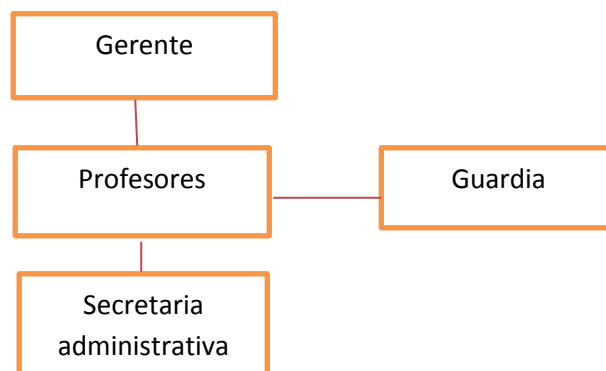 Gerente
Profesores
Guardia
Secretaria
administrativa